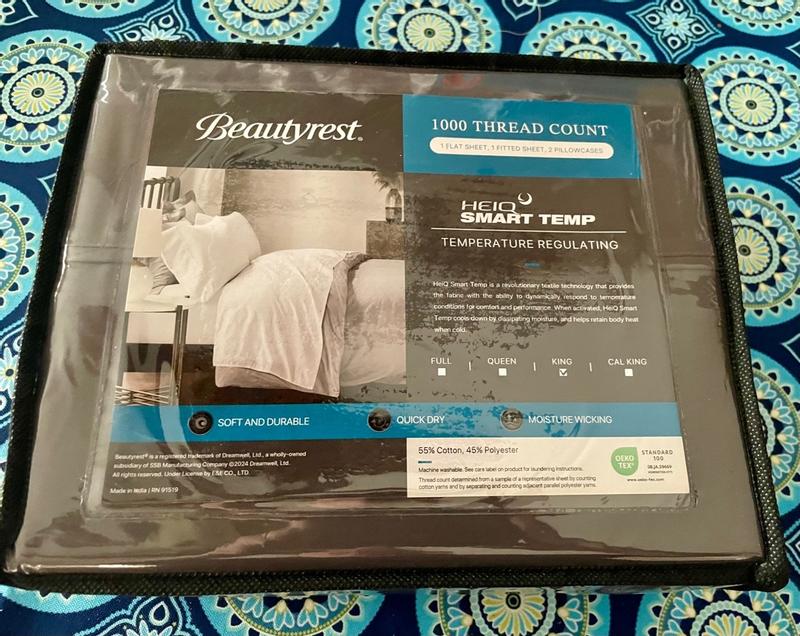 Beautyrest®
1000 THREAD COUNT
1 FLAT SHEET, 1 FITTED SHEET, 2 PILLOWCASES
HEIQ
SMART TEMP
TEMPERATURE REGULATING
HeiQ Smart Temp is a revolutionary textile technology that provides
the fabric with the ability to dynamically respond to temperature
conditions for comfort and performance. When activated, HeiQ Smart
Temp cools down by dissipating moisture, and helps retain body heat
when cold.
FULL | QUEEN | KING | CAL KING
SOFT AND DURABLE
QUICK DRY
MOISTURE WICKING
Beautyrest® is a registered trademark of Dreamwell, Ltd., a wholly-owned
subsidiary of SSB Manufacturing Company ©2024 Dreamwell, Ltd.
All rights reserved. Under License by E&E CO., LTD.
Made in India | RN 91519
55% Cotton, 45% Polyester
Machine washable. See care label on product for laundering instructions.
Thread count determined from a sample of a representative sheet by counting
cotton yarns and by separating and counting adjacent parallel polyester yarns.
OEKO
TEX®
STANDARD
100
www.oeko-tex.com